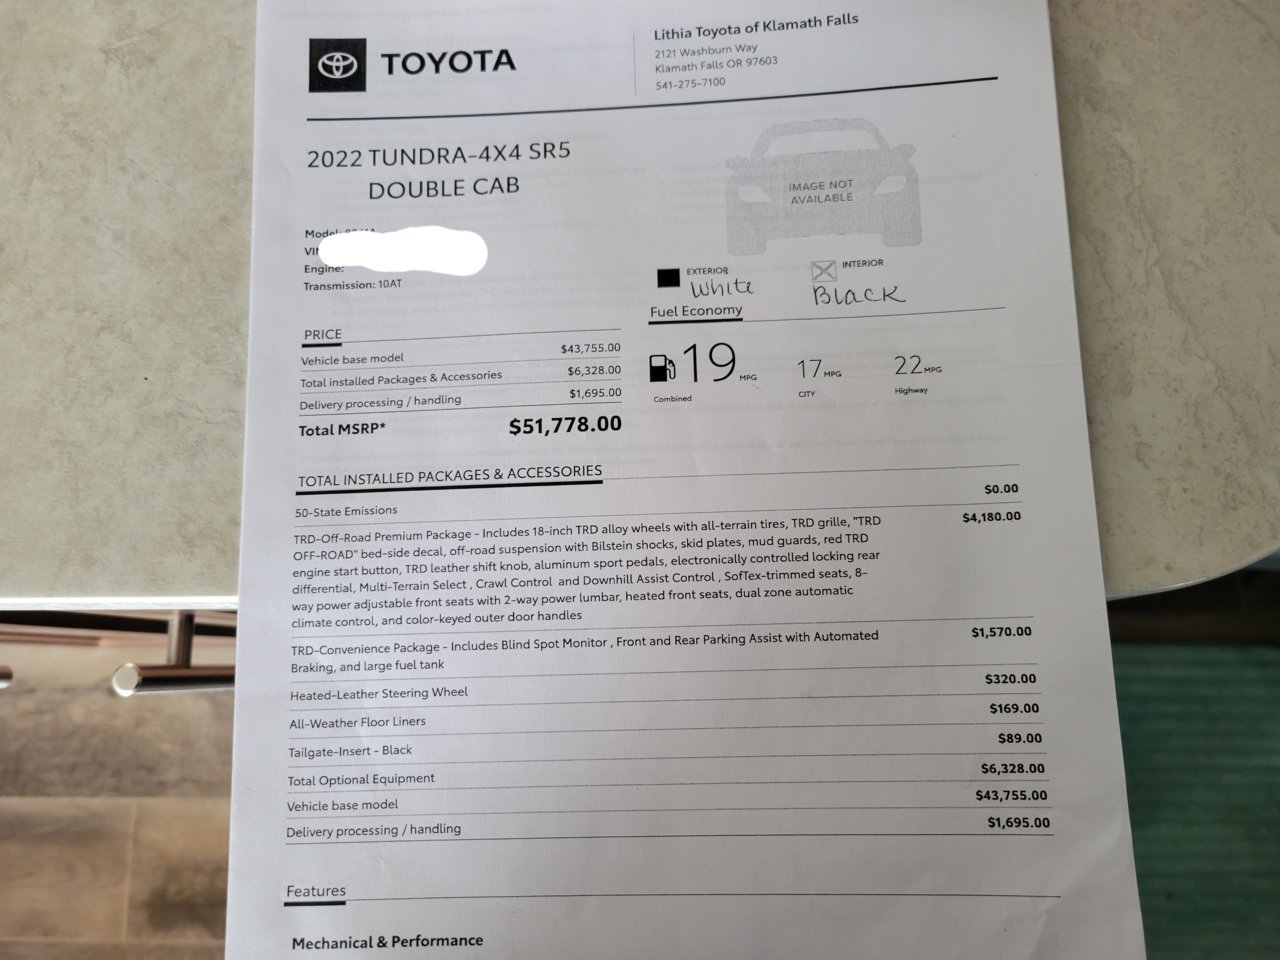 TOYOTA
Lithia Toyota of Klamath Falls
2121 Washburn Way
Klamath Falls OR 97603
541-275-7100
2022 TUNDRA-4X4 SR5
DOUBLE CAB
IMAGE NOT
AVAILABLE
Model:
Engine:
Transmission: 10AT
EXTERIOR
White
INTERIOR
Black
PRICE
Vehicle base model $43,755.00
Total installed Packages & Accessories $6,328.00
Delivery processing / handling $1,695.00
Total MSRP* $51,778.00
Fuel Economy
19 MPG 17 MPG 22 MPG
Combined CITY Highway
TOTAL INSTALLED PACKAGES & ACCESSORIES
50-State Emissions $0.00
TRD-Off-Road Premium Package - Includes 18-inch TRD alloy wheels with all-terrain tires, TRD grille, "TRD $4,180.00
OFF-ROAD" bed-side decal, off-road suspension with Bilstein shocks, skid plates, mud guards, red TRD
engine start button, TRD leather shift knob, aluminum sport pedals, electronically controlled locking rear
differential, Multi-Terrain Select , Crawl Control and Downhill Assist Control , SofTex-trimmed seats, 8-
way power adjustable front seats with 2-way power lumbar, heated front seats, dual zone automatic
climate control, and color-keyed outer door handles
TRD-Convenience Package - Includes Blind Spot Monitor , Front and Rear Parking Assist with Automated $1,570.00
Braking, and large fuel tank
Heated-Leather Steering Wheel $320.00
All-Weather Floor Liners $169.00
Tailgate-Insert - Black $89.00
Total Optional Equipment $6,328.00
Vehicle base model $43,755.00
Delivery processing / handling $1,695.00
Features
Mechanical & Performance